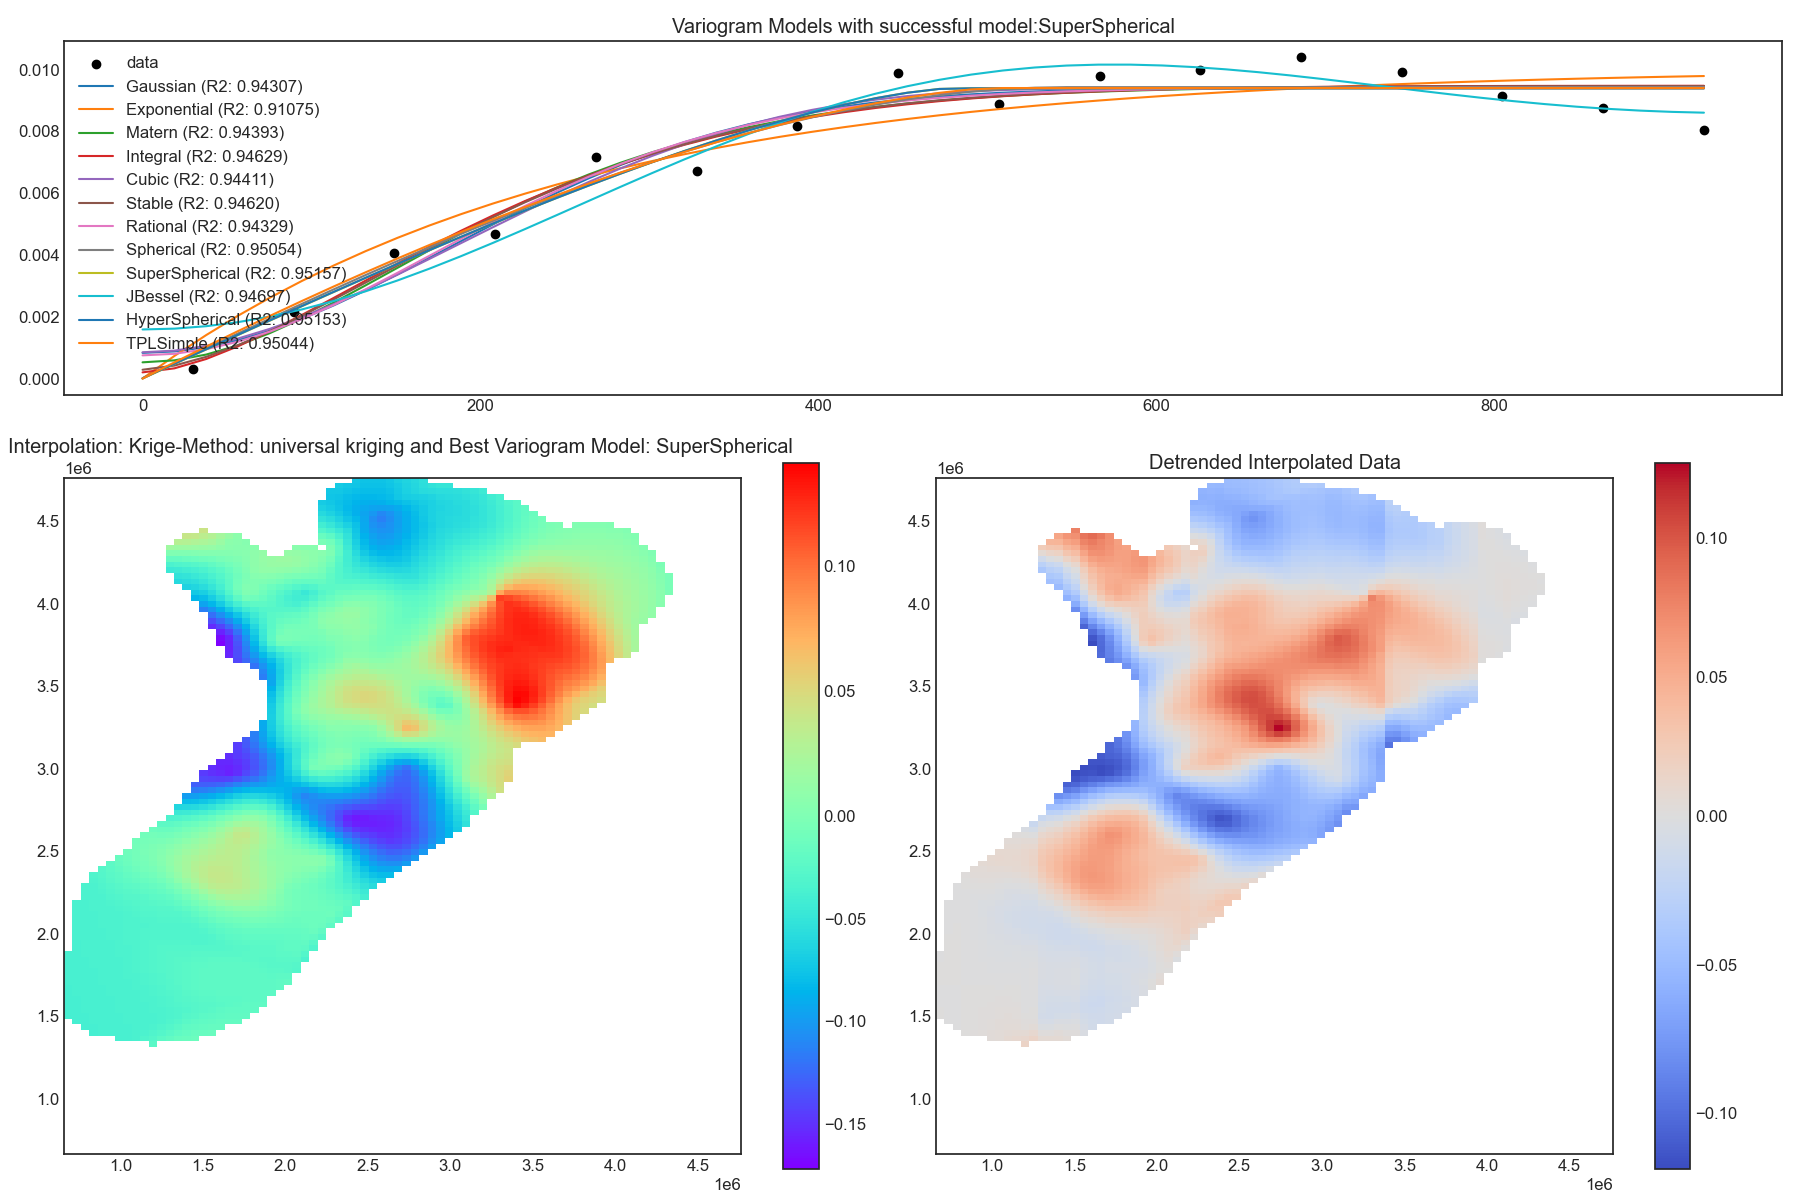 Variogram Models with successful model:SuperSpherical
0.010
0.008
0.006
0.004
0.002
0.000
data
Gaussian (R2: 0.94307)
Exponential (R2: 0.91075)
Matern (R2: 0.94393)
Integral (R2: 0.94629)
Cubic (R2: 0.94411)
Stable (R2: 0.94620)
Rational (R2: 0.94329)
Spherical (R2: 0.95054)
SuperSpherical (R2: 0.95157)
JBessel (R2: 0.94697)
HyperSpherical (R2: 0.95153)
TPLSimple (R2: 0.95044)
0 200 400 600 800
Interpolation: Krige-Method: universal kriging and Best Variogram Model: SuperSpherical
1e6
4.5
4.0
3.5
3.0
2.5
2.0
1.5
1.0
1.0 1.5 2.0 2.5 3.0 3.5 4.0 4.5
1e6
0.10
0.05
0.00
−0.05
−0.10
−0.15
Detrended Interpolated Data
1e6
4.5
4.0
3.5
3.0
2.5
2.0
1.5
1.0
1.0 1.5 2.0 2.5 3.0 3.5 4.0 4.5
1e6
0.10
0.05
0.00
−0.05
−0.10